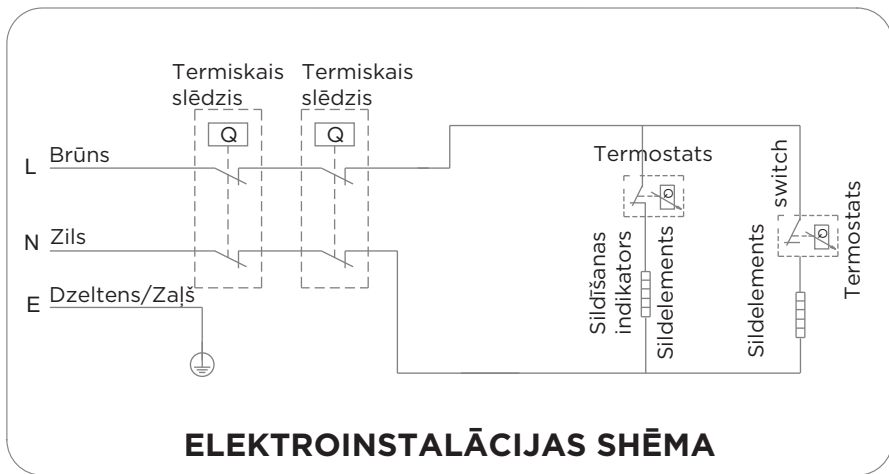 Termiskais
slēdzis
Termiskais
slēdzis
Q
Q
L
Brūns
N
Zils
E
Dzeltens/Zaļš
Termostats
switch
Sildīšanas
indikators
Sildelements
Sildelements
Termostats
ELEKTROINSTALĀCIJAS SHĒMA